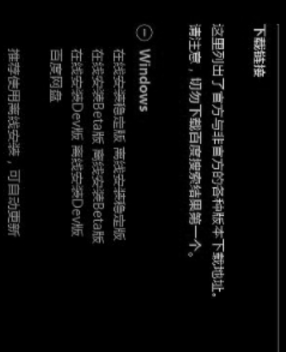 下载链接
这里列出了官方与非官方的各种版本下载地址。
请注意，切勿下载百度搜索结果第一个。
Windows
在线安装稳定版 离线安装稳定版
在线安装Beta版 离线安装Beta版
在线安装Dev版 离线安装Dev版
百度网盘
推荐使用离线安装，可自动更新